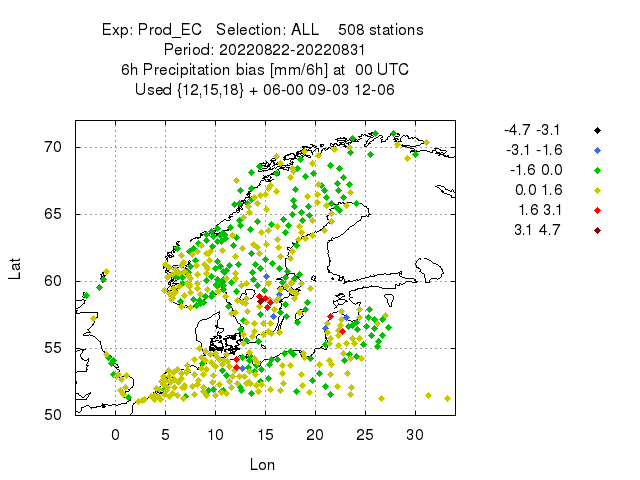 Exp: Prod_EC Selection: ALL 508 stations
Period: 20220822-20220831
6h Precipitation bias [mm/6h] at 00 UTC
Used {12,15,18} + 06-00 09-03 12-06
-4.7 -3.1
-3.1 -1.6
-1.6 0.0
0.0 1.6
1.6 3.1
3.1 4.7
70
65
60
55
50
Lat
0 5 10 15 20 25 30
Lon